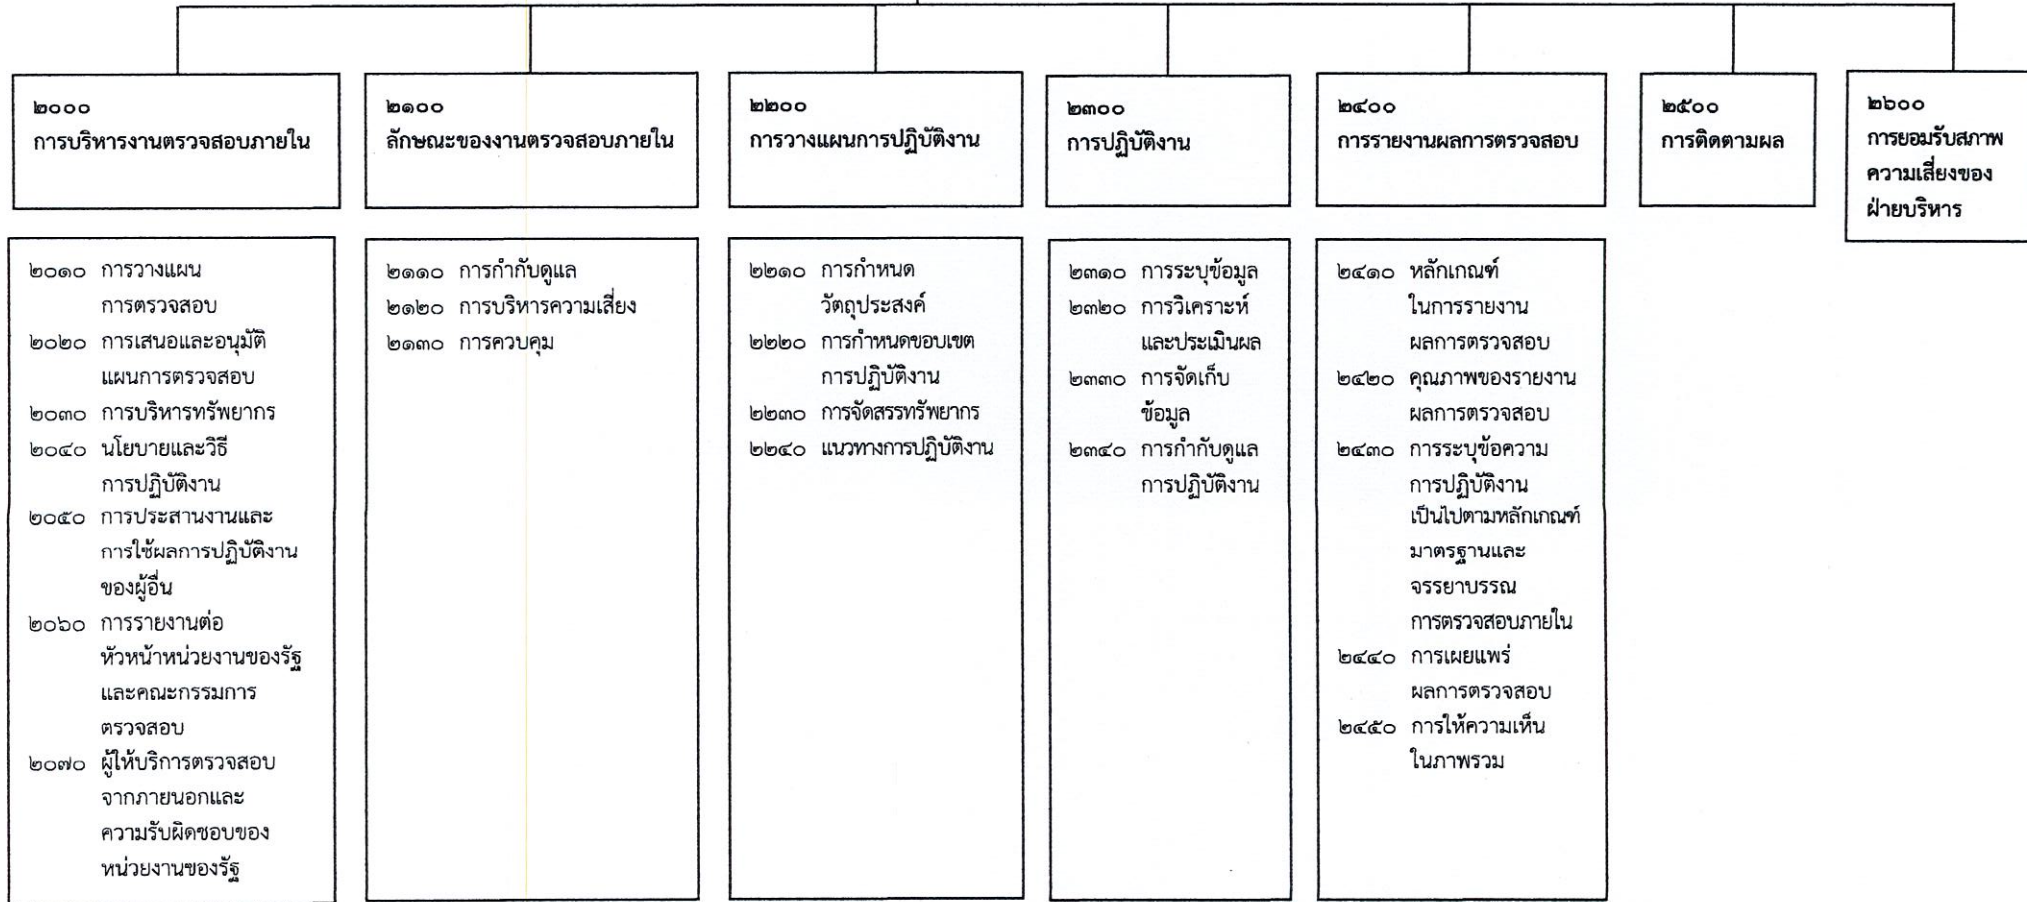 ๒๐๐๐
การบริหารงานตรวจสอบภายใน
๒๑๐๐
ลักษณะของงานตรวจสอบภายใน
๒๒๐๐
การวางแผนการปฏิบัติงาน
๒๓๐๐
การปฏิบัติงาน
๒๔๐๐
การรายงานผลการตรวจสอบ
๒๕๐๐
การติดตามผล
๒๖๐๐
การยอมรับสภาพ
ความเสี่ยงของ
ฝ่ายบริหาร
๒๐๑๐ การวางแผน
การตรวจสอบ
๒๐๒๐ การเสนอและอนุมัติ
แผนการตรวจสอบ
๒๐๓๐ การบริหารทรัพยากร
๒๐๔๐ นโยบายและวิธี
การปฏิบัติงาน
๒๐๕๐ การประสานงานและ
การใช้ผลการปฏิบัติงาน
ของผู้อื่น
๒๐๖๐ การรายงานต่อ
หัวหน้าหน่วยงานของรัฐ
และคณะกรรมการ
ตรวจสอบ
๒๐๗๐ ผู้ให้บริการตรวจสอบ
จากภายนอกและ
ความรับผิดชอบของ
หน่วยงานของรัฐ
๒๑๑๐ การกำกับดูแล
๒๑๒๐ การบริหารความเสี่ยง
๒๑๓๐ การควบคุม
๒๒๑๐ การกำหนด
วัตถุประสงค์
๒๒๒๐ การกำหนดขอบเขต
การปฏิบัติงาน
๒๒๓๐ การจัดสรรทรัพยากร
๒๒๔๐ แนวทางการปฏิบัติงาน
๒๓๑๐ การระบุข้อมูล
๒๓๒๐ การวิเคราะห์
และประเมินผล
๒๓๓๐ การจัดเก็บ
ข้อมูล
๒๓๔๐ การกำกับดูแล
การปฏิบัติงาน
๒๔๑๐ หลักเกณฑ์
ในการรายงาน
ผลการตรวจสอบ
๒๔๒๐ คุณภาพของรายงาน
ผลการตรวจสอบ
๒๔๓๐ การระบุข้อความ
การปฏิบัติงาน
เป็นไปตามหลักเกณฑ์
มาตรฐานและ
จรรยาบรรณ
การตรวจสอบภายใน
๒๔๔๐ การเผยแพร่
ผลการตรวจสอบ
๒๔๕๐ การให้ความเห็น
ในภาพรวม